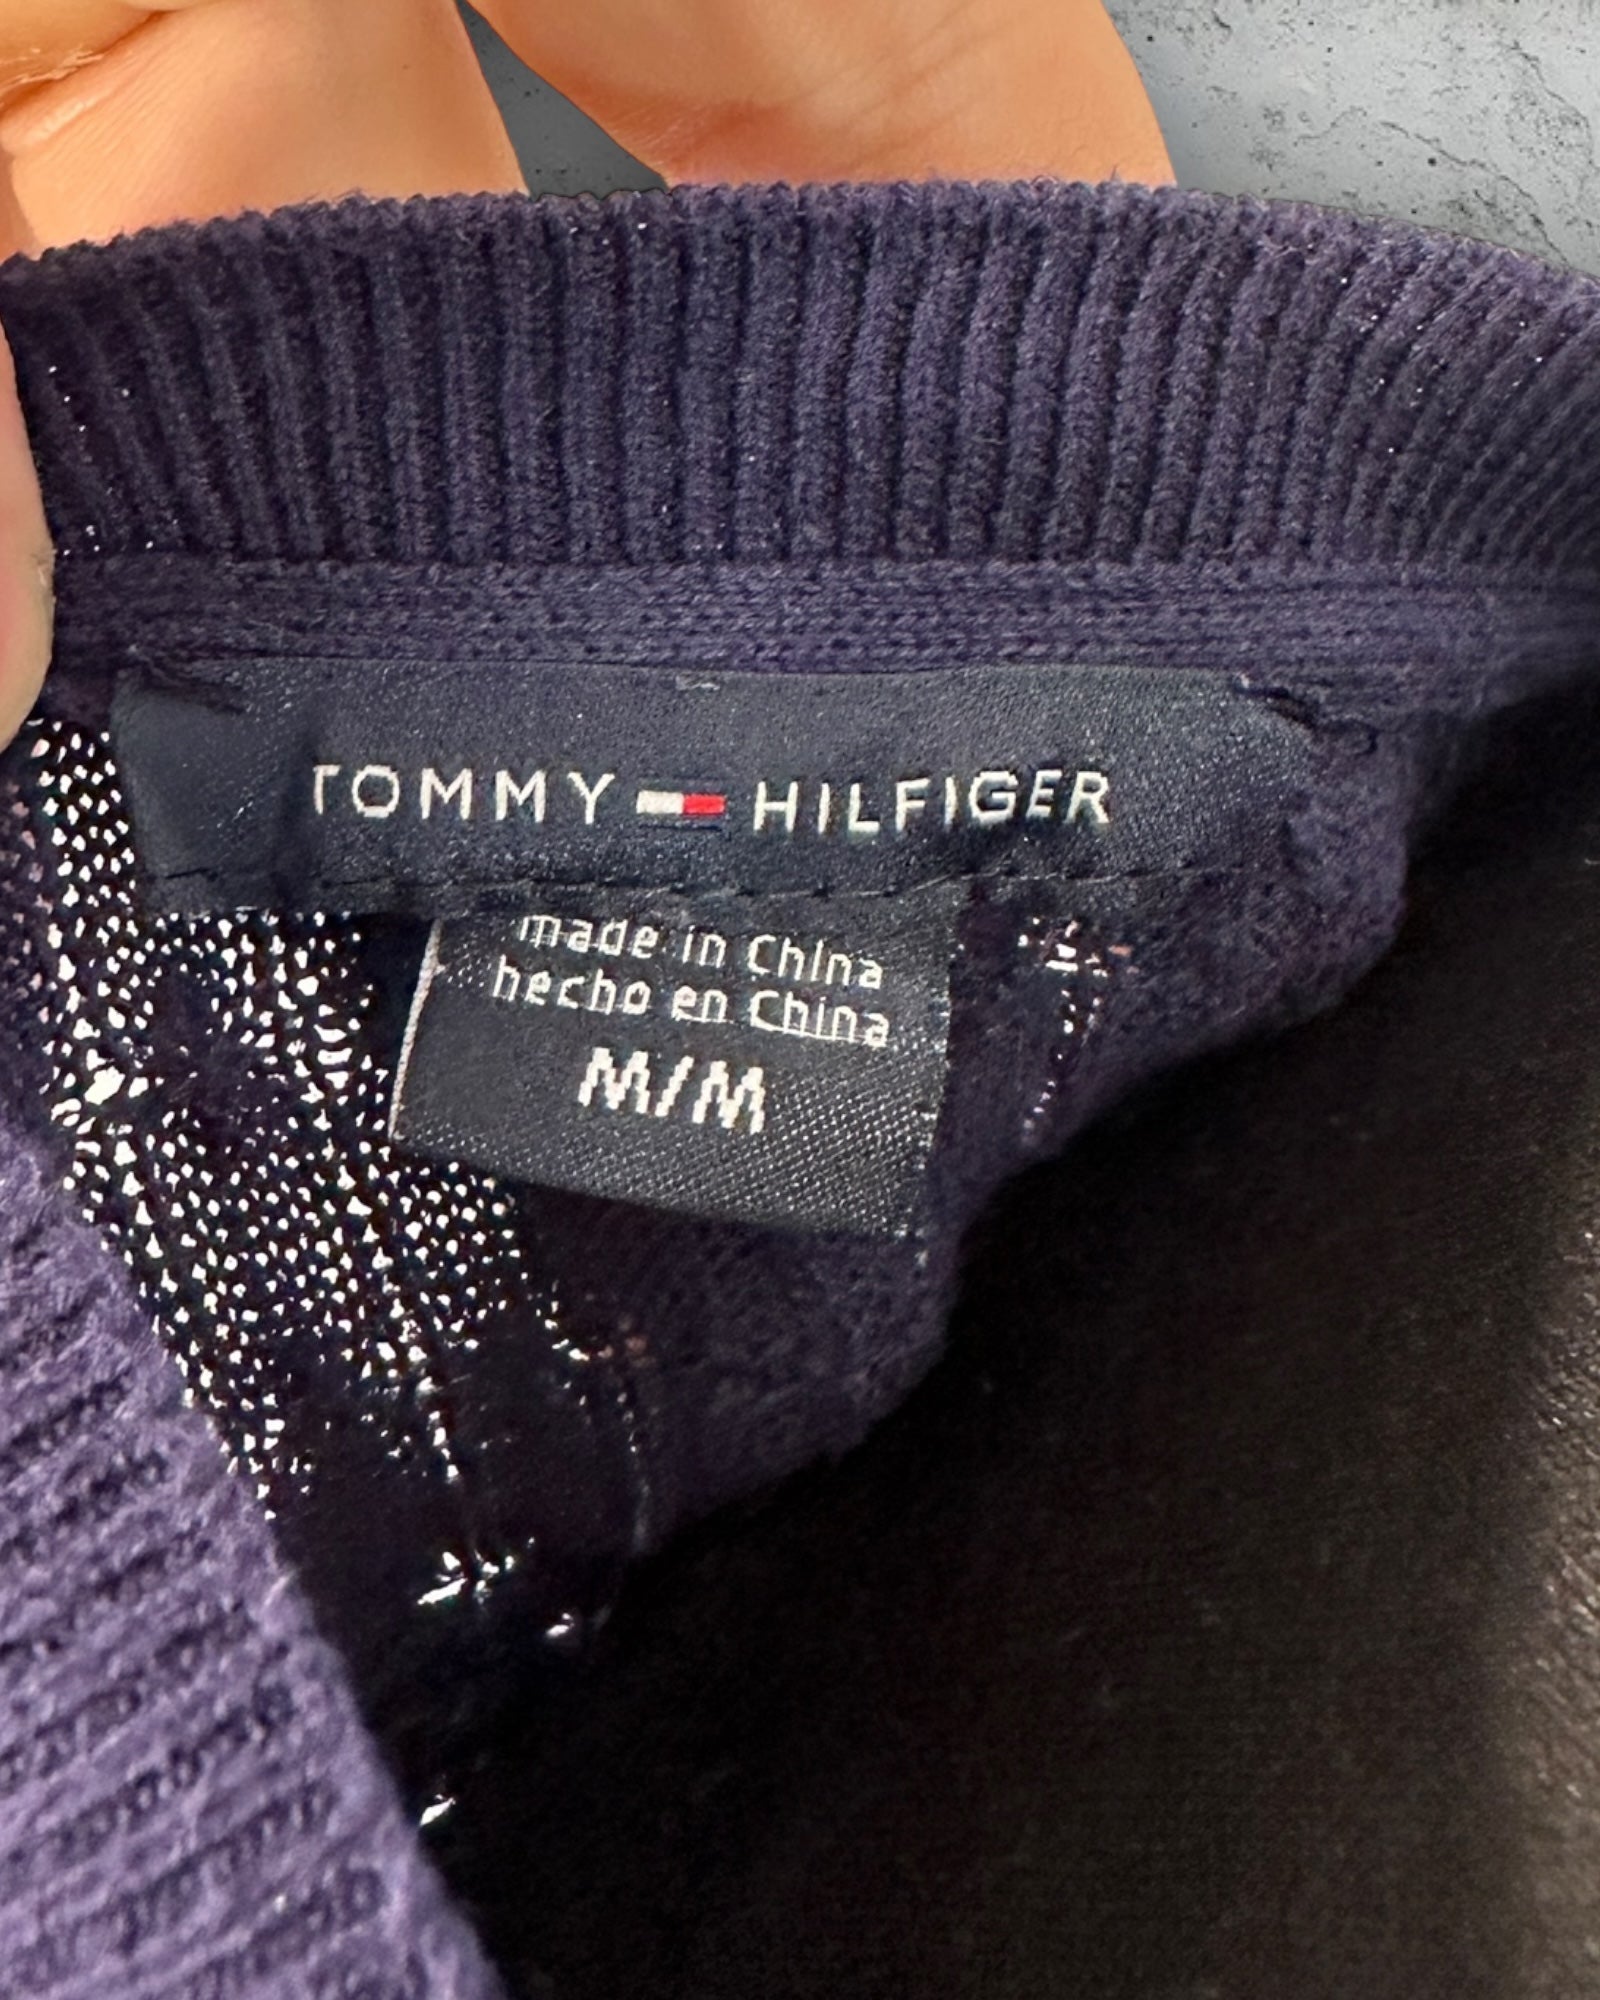 TOMMY HILFIGER
made in China
hecho en China
M/M